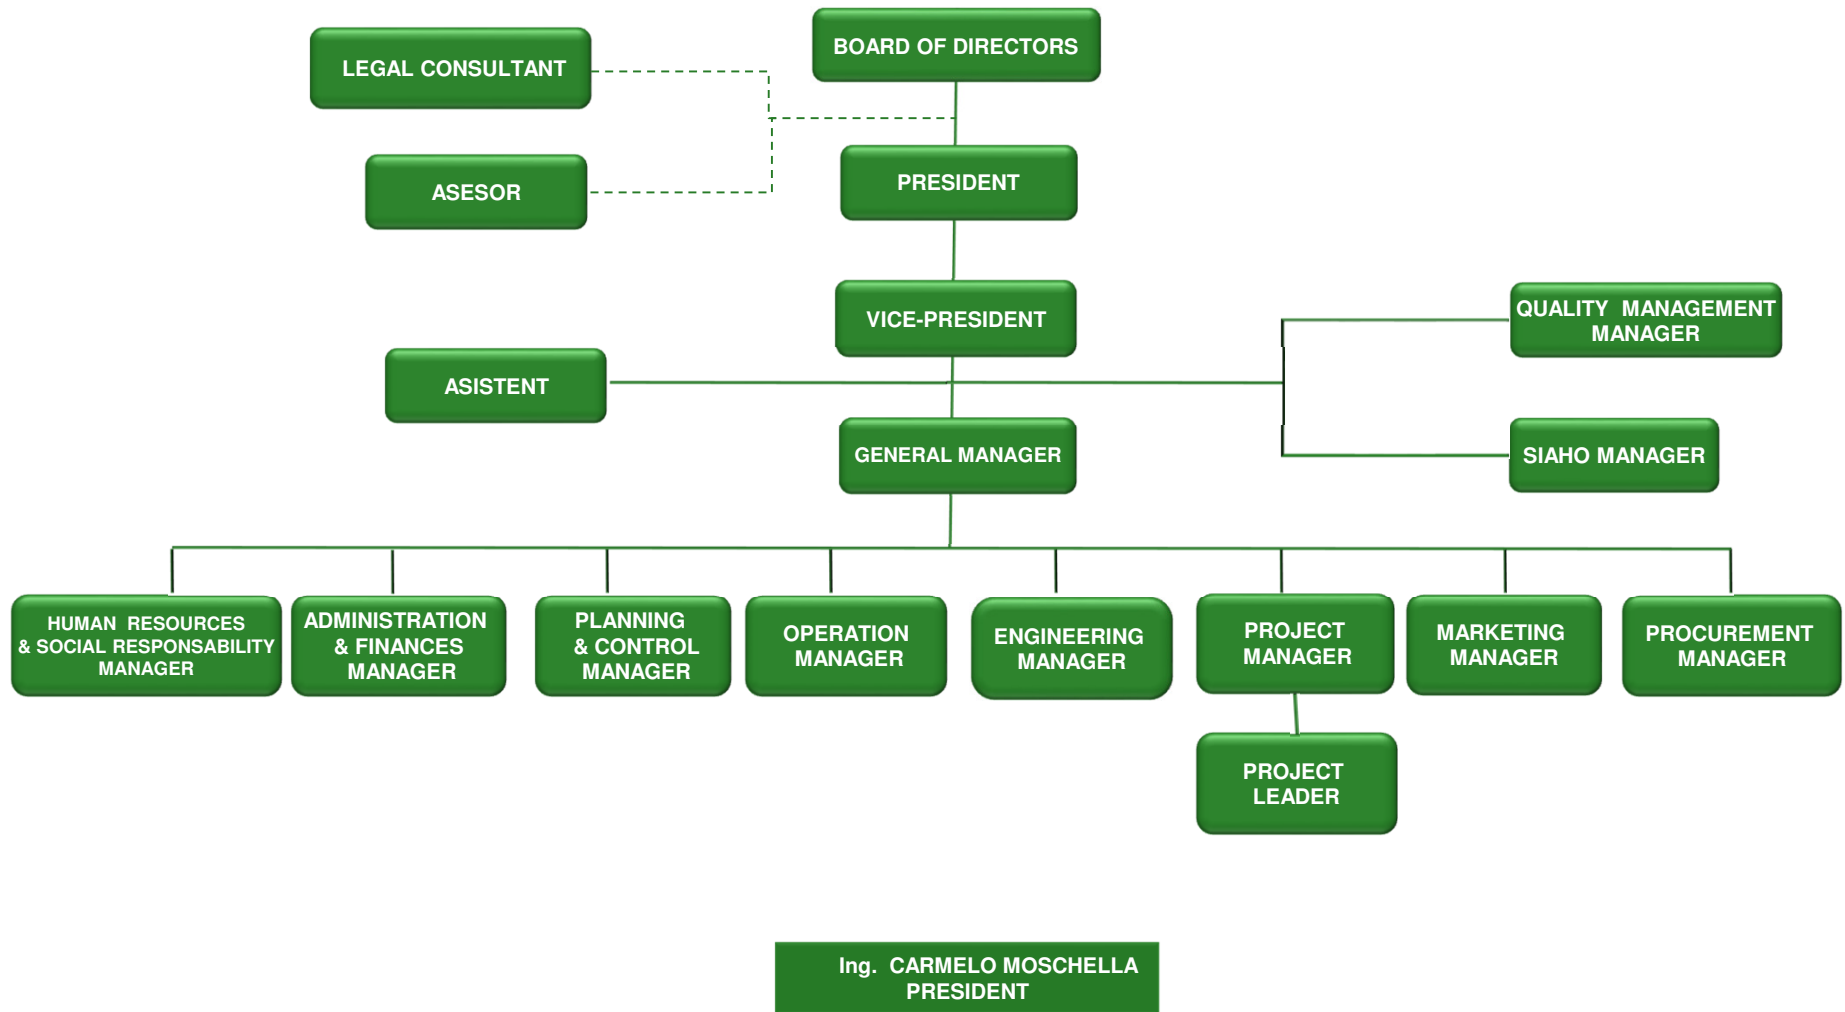 BOARD OF DIRECTORS
LEGAL CONSULTANT
PRESIDENT
ASESOR
VICE-PRESIDENT
QUALITY MANAGEMENT
MANAGER
ASISTENT
GENERAL MANAGER
SIAHO MANAGER
HUMAN RESOURCES
& SOCIAL RESPONSABILITY
MANAGER
ADMINISTRATION
& FINANCES
MANAGER
PLANNING
& CONTROL
MANAGER
OPERATION
MANAGER
ENGINEERING
MANAGER
PROJECT
MANAGER
MARKETING
MANAGER
PROCUREMENT
MANAGER
PROJECT
LEADER
Ing. CARMELO MOSCHELLA
PRESIDENT